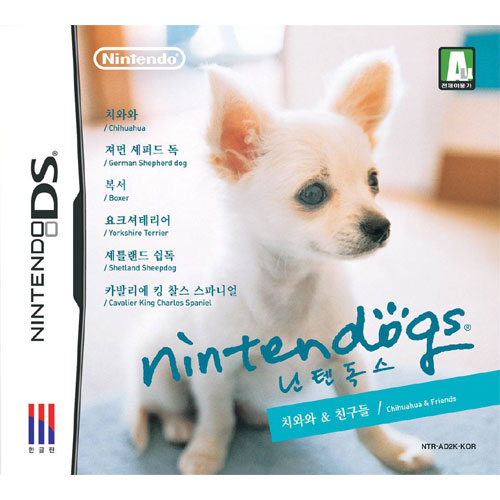 Nintendo
ALL
전체이용가
치와와
/ Chihuahua
져먼 셰퍼드 독
/ German Shepherd dog
복서
/ Boxer
요크셔테리어
/ Yorkshire Terrier
셰틀랜드 쉽독
/ Shetland Sheepdog
카발리에 킹 찰스 스파니얼
/ Cavalier King Charles Spaniel
NINTENDO DS®
nintendogs®
닌텐독스
치와와 & 친구들 / Chihuahua & Friends
한글판
NTR-AD2K-KOR